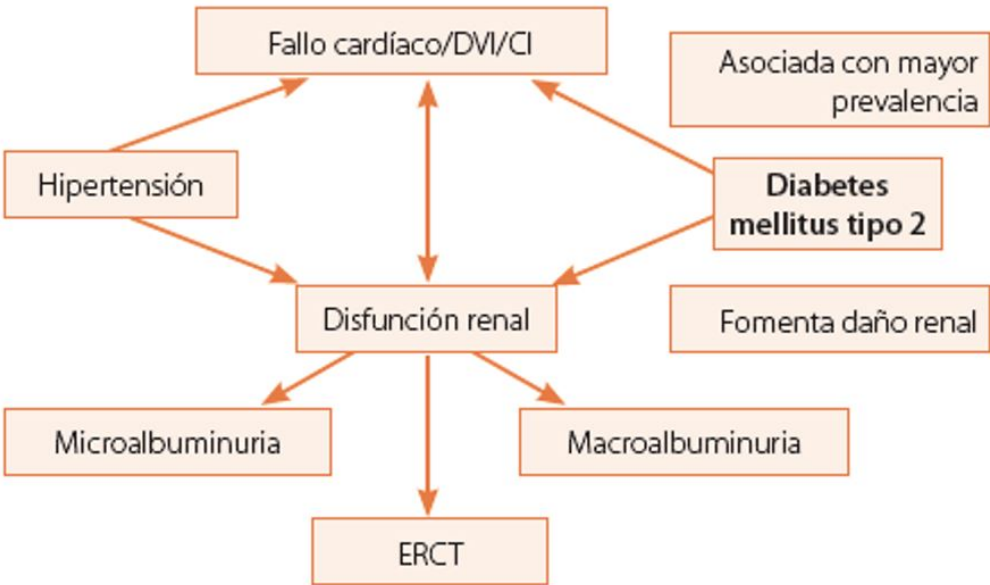 Fallo cardíaco/DVI/CI
Asociada con mayor
prevalencia
Hipertensión
Diabetes
mellitus tipo 2
Disfunción renal
Fomenta daño renal
Microalbuminuria
Macroalbuminuria
ERCT